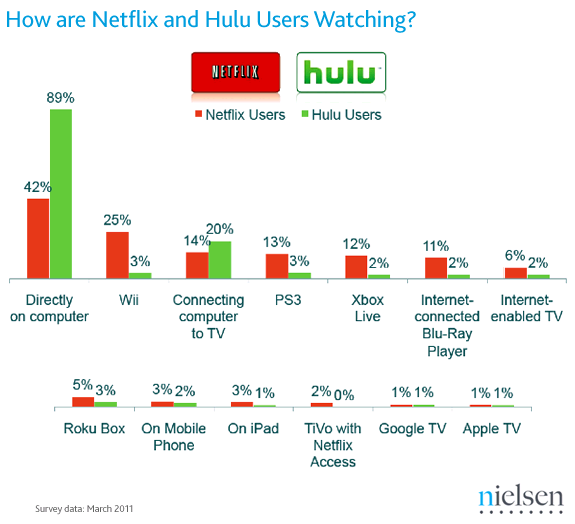 How are Netflix and Hulu Users Watching?
NETFLIX
hulu
Netflix Users
Hulu Users
42%
89%
25%
3%
14%
20%
13%
3%
12%
2%
11%
2%
6%
2%
Directly
on computer
Wii
Connecting
computer
to TV
PS3
Xbox
Live
Internet-
connected
Blu-Ray
Player
Internet-
enabled TV
5%
3%
3%
2%
3%
1%
2%
0%
1%
1%
1%
1%
Roku Box
On Mobile
Phone
On iPad
TiVo with
Netflix
Access
Google TV
Apple TV
Survey data: March 2011
nielsen